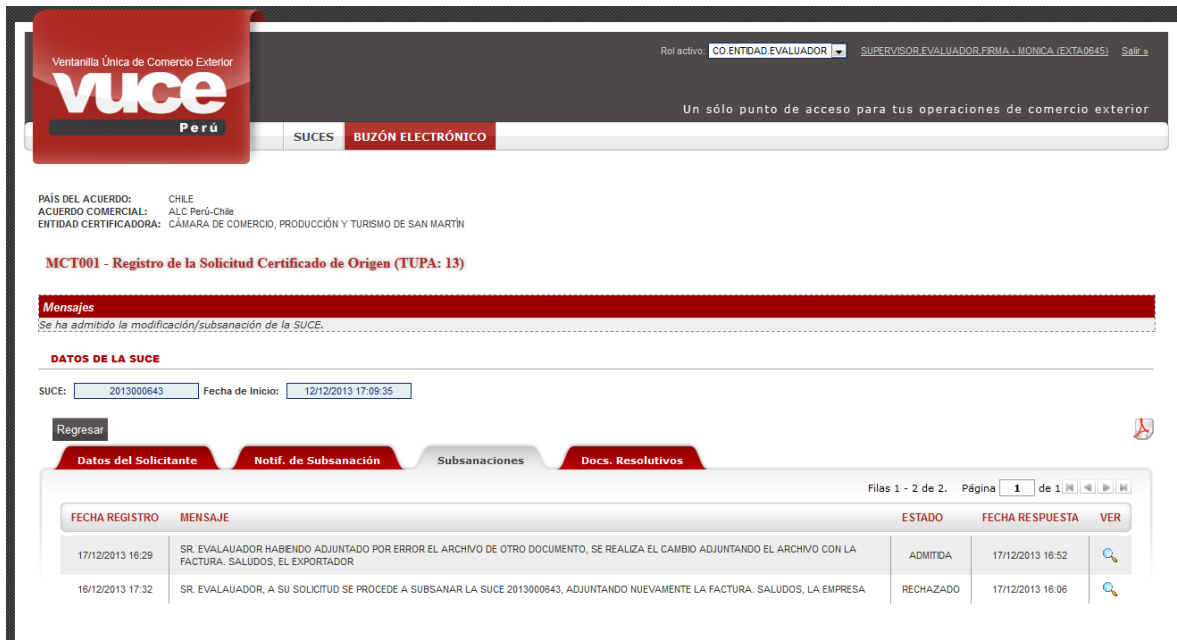 Ventanilla Única de Comercio Exterior
vuce
Perú
Rol activo: CO.ENTIDAD.EVALUADOR SUPERVISOR.EVALUADOR.FIRMA - MONICA (EXTA0645) Salir »
Un sólo punto de acceso para tus operaciones de comercio exterior
SUCES BUZÓN ELECTRÓNICO
PAÍS DEL ACUERDO: CHILE
ACUERDO COMERCIAL: ALC Perú-Chile
ENTIDAD CERTIFICADORA: CÁMARA DE COMERCIO, PRODUCCIÓN Y TURISMO DE SAN MARTÍN
MCT001 - Registro de la Solicitud Certificado de Origen (TUPA: 13)
Mensajes
Se ha admitido la modificación/subsanación de la SUCE.
DATOS DE LA SUCE
SUCE: 2013000643 Fecha de Inicio: 12/12/2013 17:09:35
Regresar
Datos del Solicitante Notif. de Subsanación Subsanaciones Docs. Resolutivos
Filas 1 - 2 de 2. Página 1 de 1
FECHA REGISTRO MENSAJE ESTADO FECHA RESPUESTA VER
17/12/2013 16:29 SR. EVALAUADOR HABIENDO ADJUNTADO POR ERROR EL ARCHIVO DE OTRO DOCUMENTO, SE REALIZA EL CAMBIO ADJUNTANDO EL ARCHIVO CON LA ADMITIDA 17/12/2013 16:52
FACTURA. SALUDOS, EL EXPORTADOR
16/12/2013 17:32 SR. EVALAUADOR, A SU SOLICITUD SE PROCEDE A SUBSANAR LA SUCE 2013000643, ADJUNTANDO NUEVAMENTE LA FACTURA. SALUDOS, LA EMPRESA RECHAZADO 17/12/2013 16:06